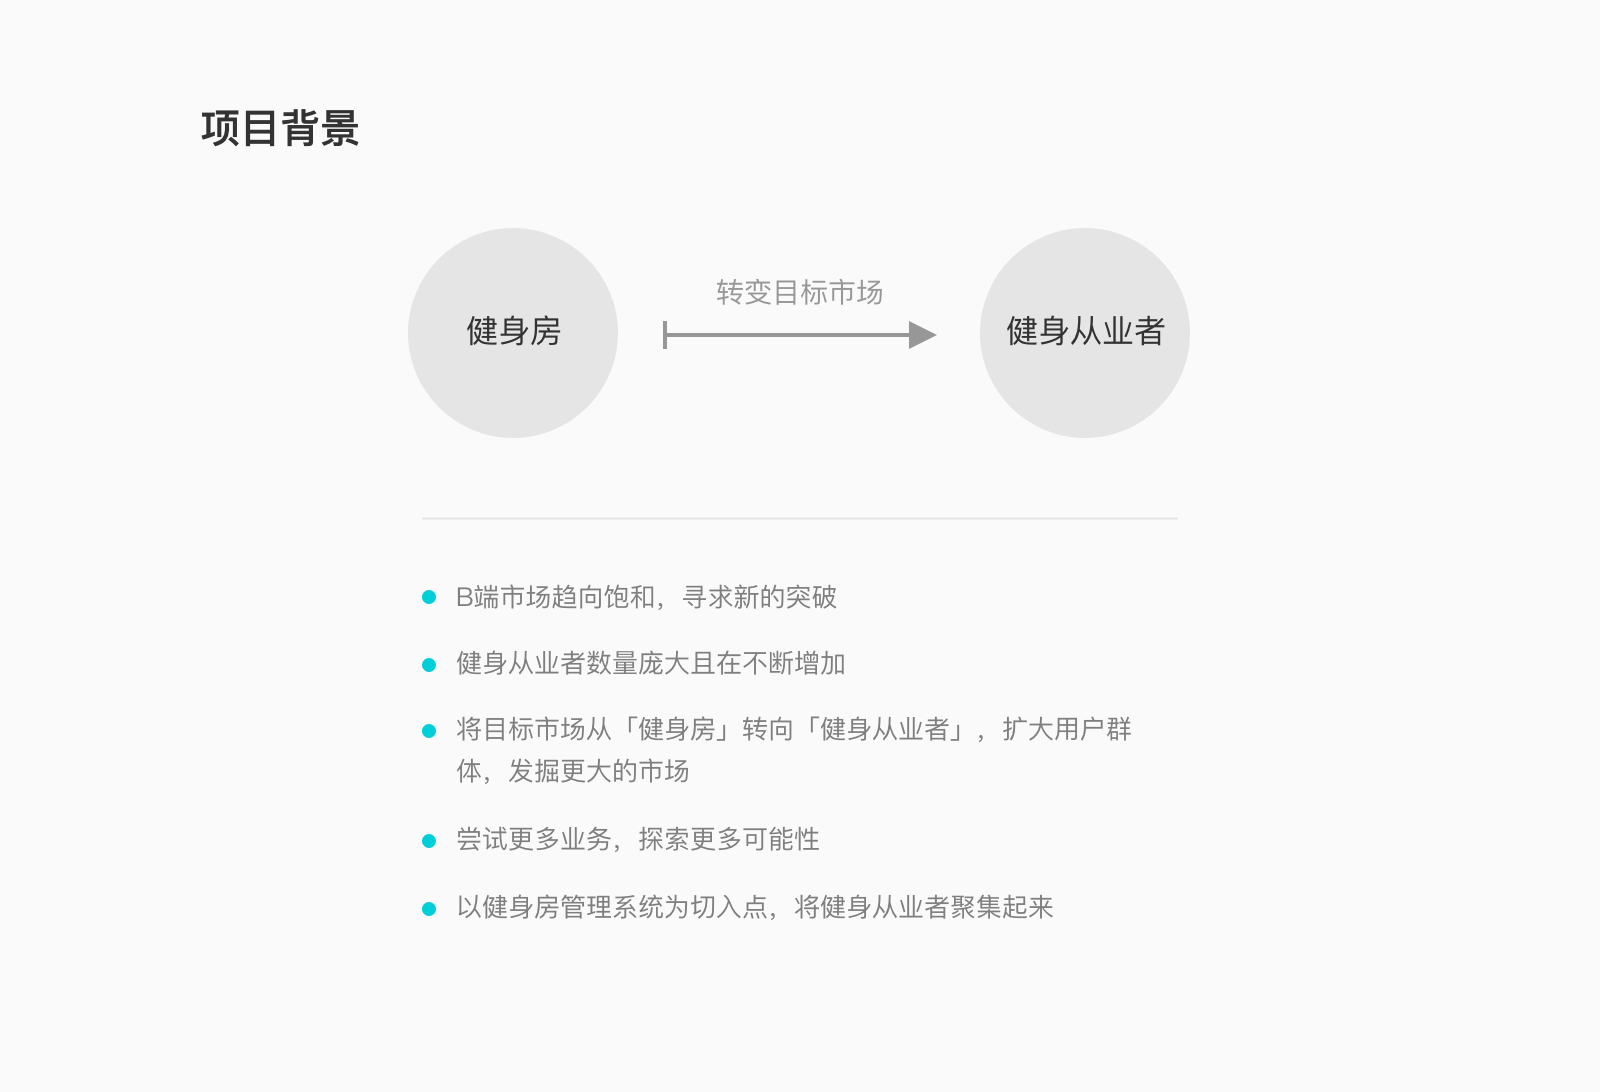 项目背景
转变目标市场
健身房
健身从业者
B端市场趋向饱和，寻求新的突破
健身从业者数量庞大且在不断增加
将目标市场从「健身房」转向「健身从业者」，扩大用户群
体，发掘更大的市场
尝试更多业务，探索更多可能性
以健身房管理系统为切入点，将健身从业者聚集起来